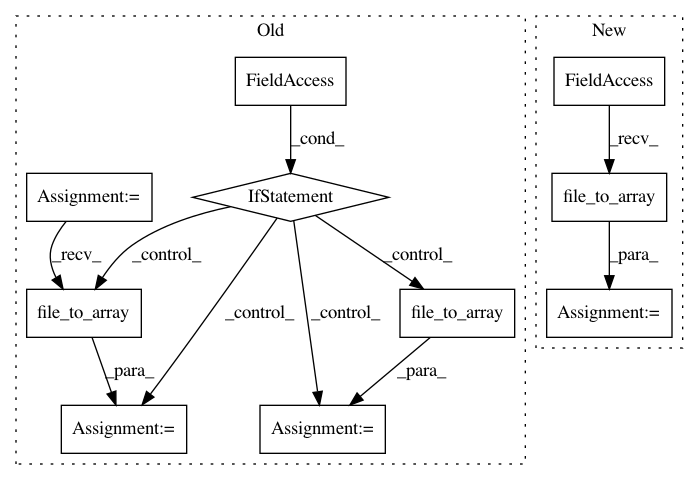 Old
New
FieldAccess
FieldAccess
_cond_
_recv_
Assignment:=
IfStatement
file_to_array
_recv_
_control_
_control_
_para_
file_to_array
_control_
_control_
file_to_array
Assignment:=
_para_
_para_
Assignment:=
Assignment:=